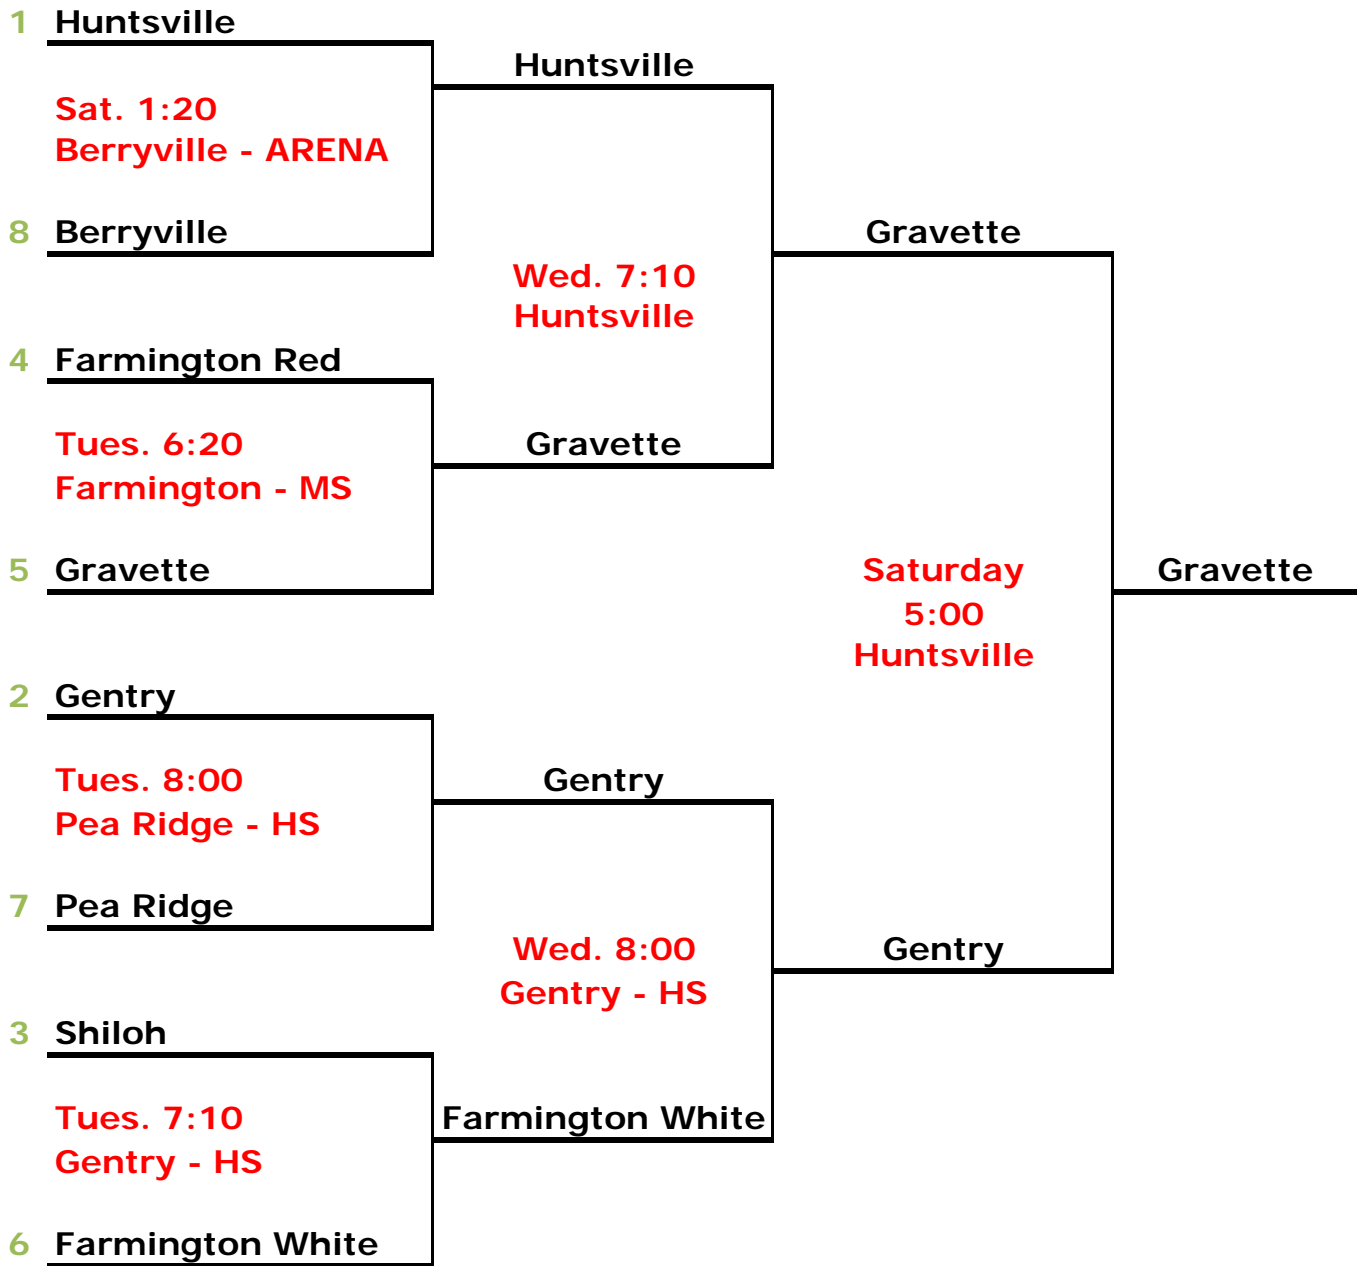 1 Huntsville
Huntsville
Sat. 1:20
Berryville - ARENA
8 Berryville
Gravette
Wed. 7:10
Huntsville
4 Farmington Red
Tues. 6:20
Gravette
Farmington - MS
5 Gravette
Saturday
Gravette
5:00
Huntsville
2 Gentry
Tues. 8:00
Gentry
Pea Ridge - HS
7 Pea Ridge
Wed. 8:00
Gentry
Gentry - HS
3 Shiloh
Tues. 7:10
Farmington White
Gentry - HS
6 Farmington White